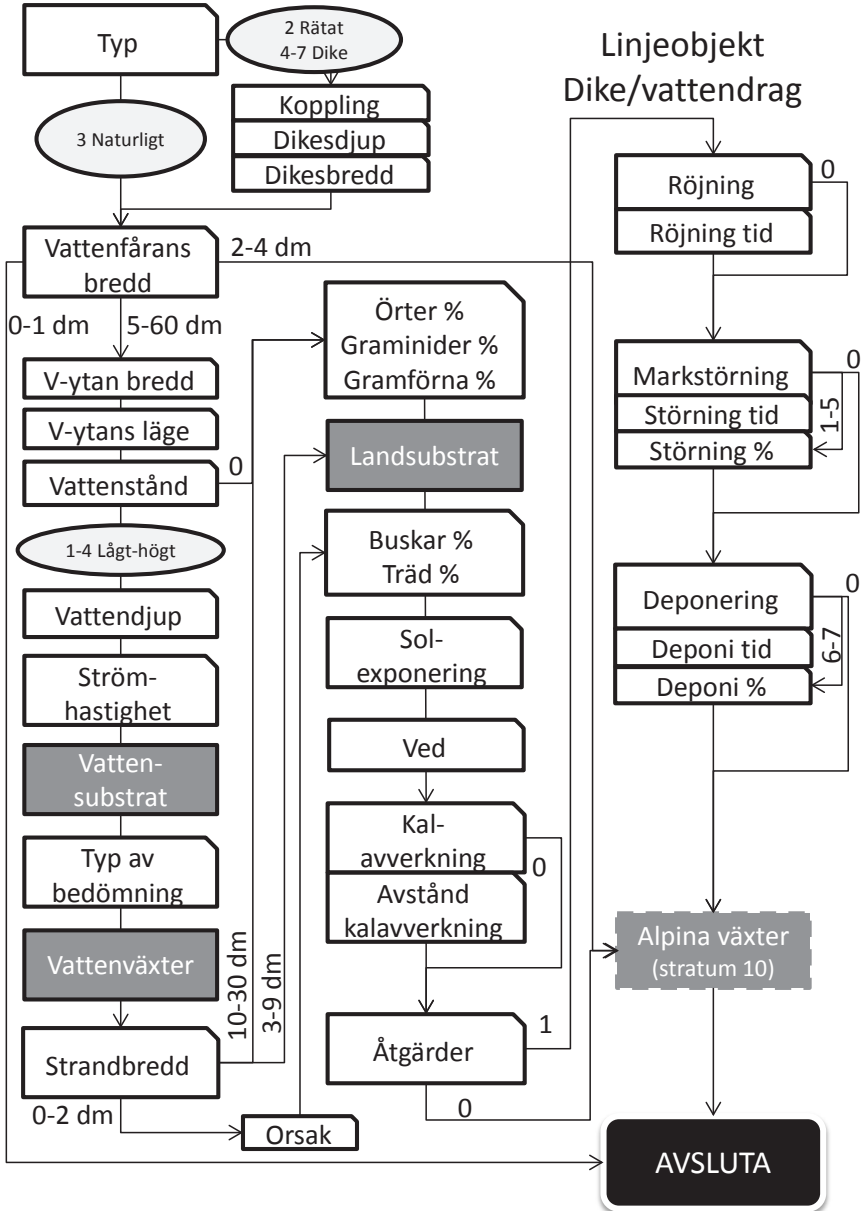 Linjeobjekt
Dike/vattendrag
Typ
2 Rätat
4-7 Dike
3 Naturligt
Koppling
Dikesdjup
Dikesbredd
Vattenfårans
bredd
2-4 dm
0-1 dm
5-60 dm
V-ytan bredd
V-ytans läge
Vattenstånd
0
1-4 Lågt-högt
Vattendjup
Ström-
hastighet
Vatten-
substrat
Typ av
bedömning
Vattenväxter
Strandbredd
10-30 dm
3-9 dm
0-2 dm
Orsak
Örter %
Graminider %
Gramförna %
Landsubstrat
Buskar %
Träd %
Sol-
exponering
Ved
Kal-
avverkning
0
Avstånd
kalavverkning
Åtgärder
1
0
Röjning
0
Röjning tid
Markstörning
0
1-5
Störning tid
Störning %
Deponering
0
6-7
Deponi tid
Deponi %
Alpina växter
(stratum 10)
AVSLUTA